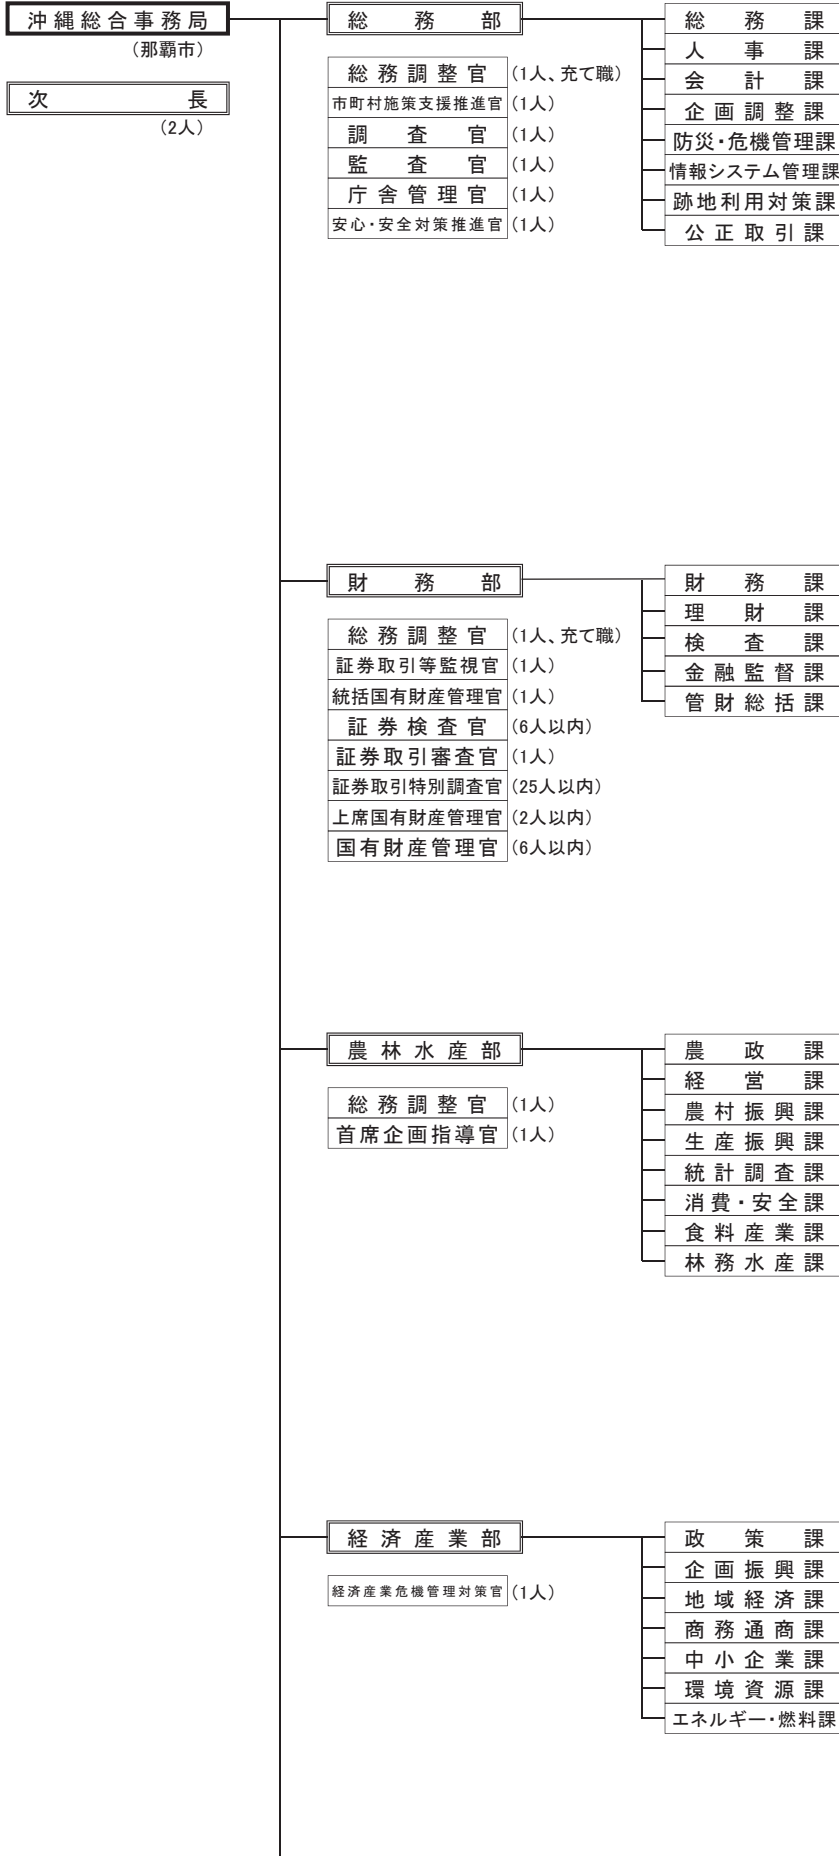 沖縄総合事務局
(那覇市)
次長
(2人)
総務部
総務調整官 (1人、充て職)
市町村施策支援推進官 (1人)
調査官 (1人)
監査官 (1人)
庁舎管理官 (1人)
安心・安全対策推進官 (1人)
総務課
人事課
会計課
企画調整課
防災・危機管理課
情報システム管理課
跡地利用対策課
公正取引課
財務部
総務調整官 (1人、充て職)
証券取引等監視官 (1人)
統括国有財産管理官 (1人)
証券検査官 (6人以内)
証券取引審査官 (1人)
証券取引特別調査官 (25人以内)
上席国有財産管理官 (2人以内)
国有財産管理官 (6人以内)
財務課
理財課
検査課
金融監督課
管財総括課
農林水産部
総務調整官 (1人)
首席企画指導官 (1人)
農政課
経営課
農村振興課
生産振興課
統計調査課
消費・安全課
食料産業課
林務水産課
経済産業部
経済産業危機管理対策官 (1人)
政策課
企画振興課
地域経済課
商務通商課
中小企業課
環境資源課
エネルギー・燃料課